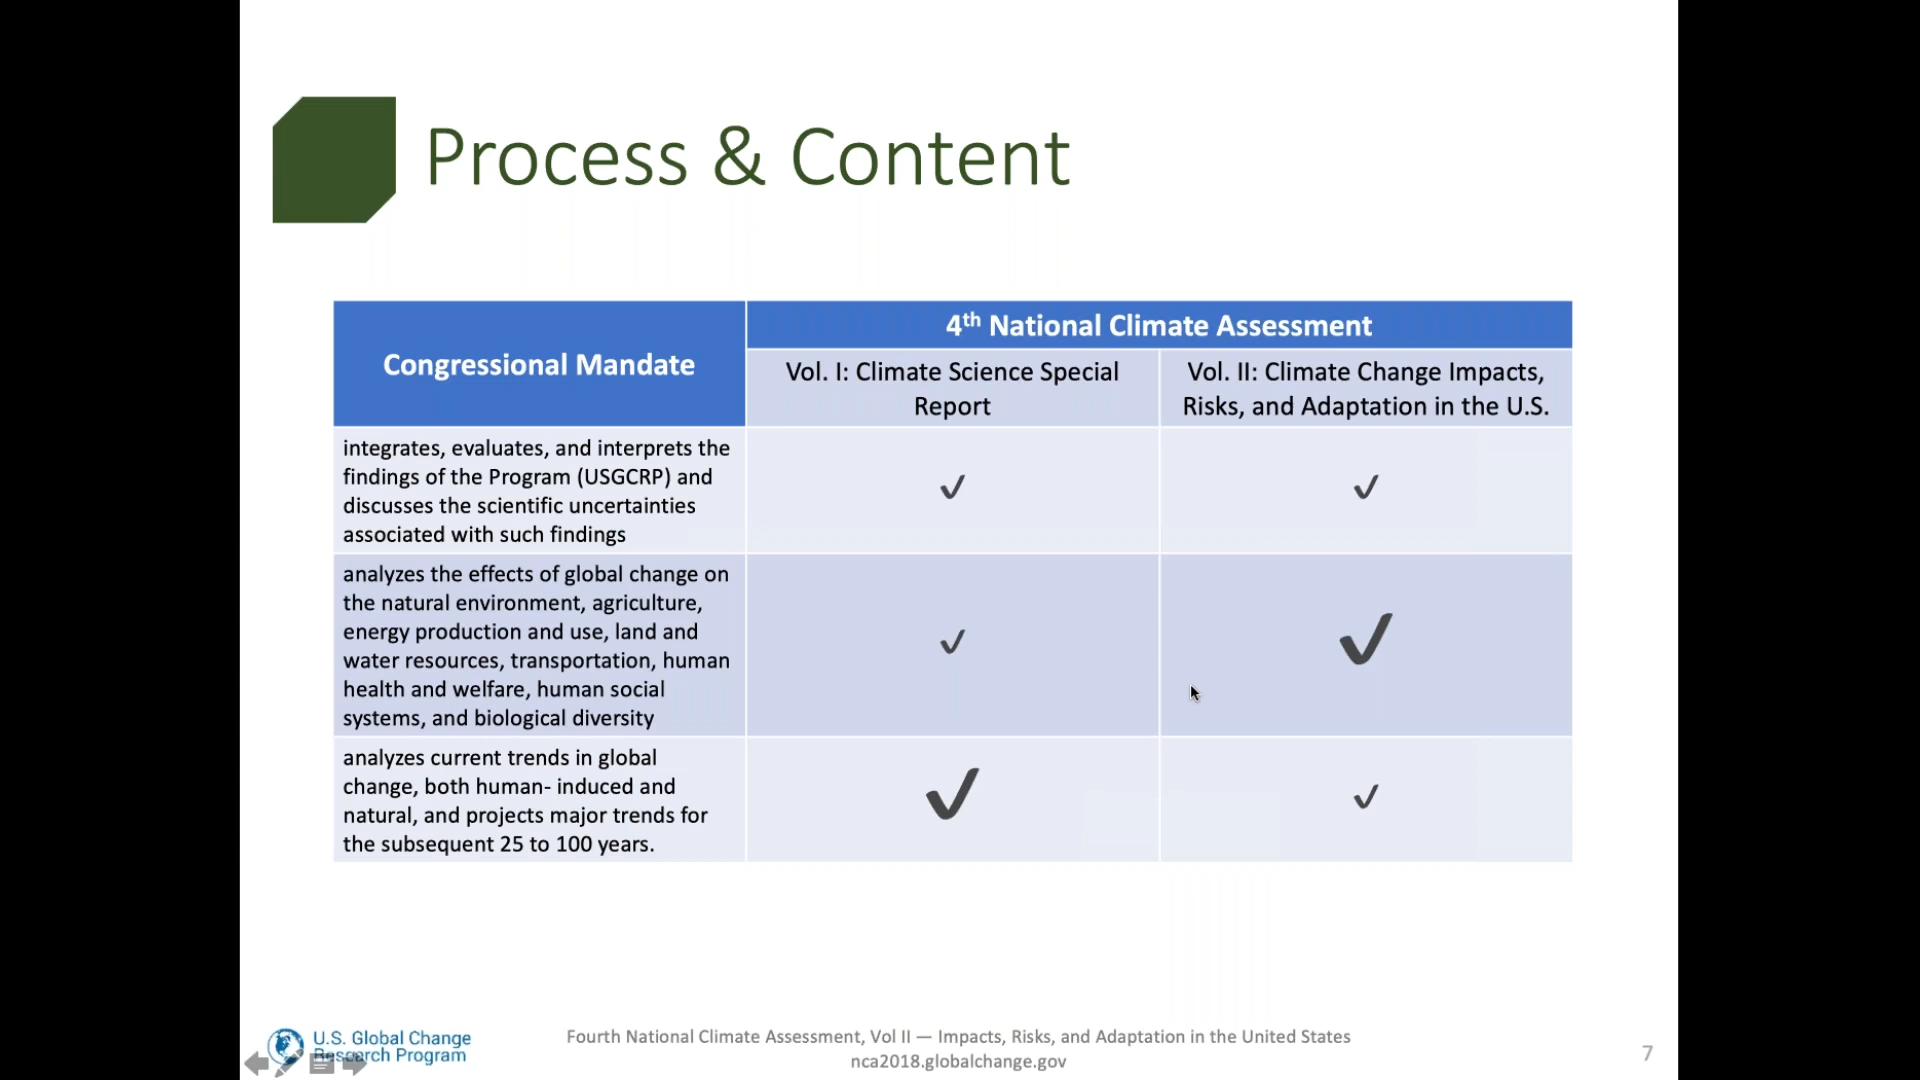 Process & Content
Congressional Mandate
4th National Climate Assessment
Vol. I: Climate Science Special
Report
Vol. II: Climate Change Impacts,
Risks, and Adaptation in the U.S.
integrates, evaluates, and interprets the
findings of the Program (USGCRP) and
discusses the scientific uncertainties
associated with such findings
✓
✓
analyzes the effects of global change on
the natural environment, agriculture,
energy production and use, land and
water resources, transportation, human
health and welfare, human social
systems, and biological diversity
✓
✓
analyzes current trends in global
change, both human- induced and
natural, and projects major trends for
the subsequent 25 to 100 years.
✓
✓
U.S. Global Change
Research Program
Fourth National Climate Assessment, Vol II — Impacts, Risks, and Adaptation in the United States
nca2018.globalchange.gov
7